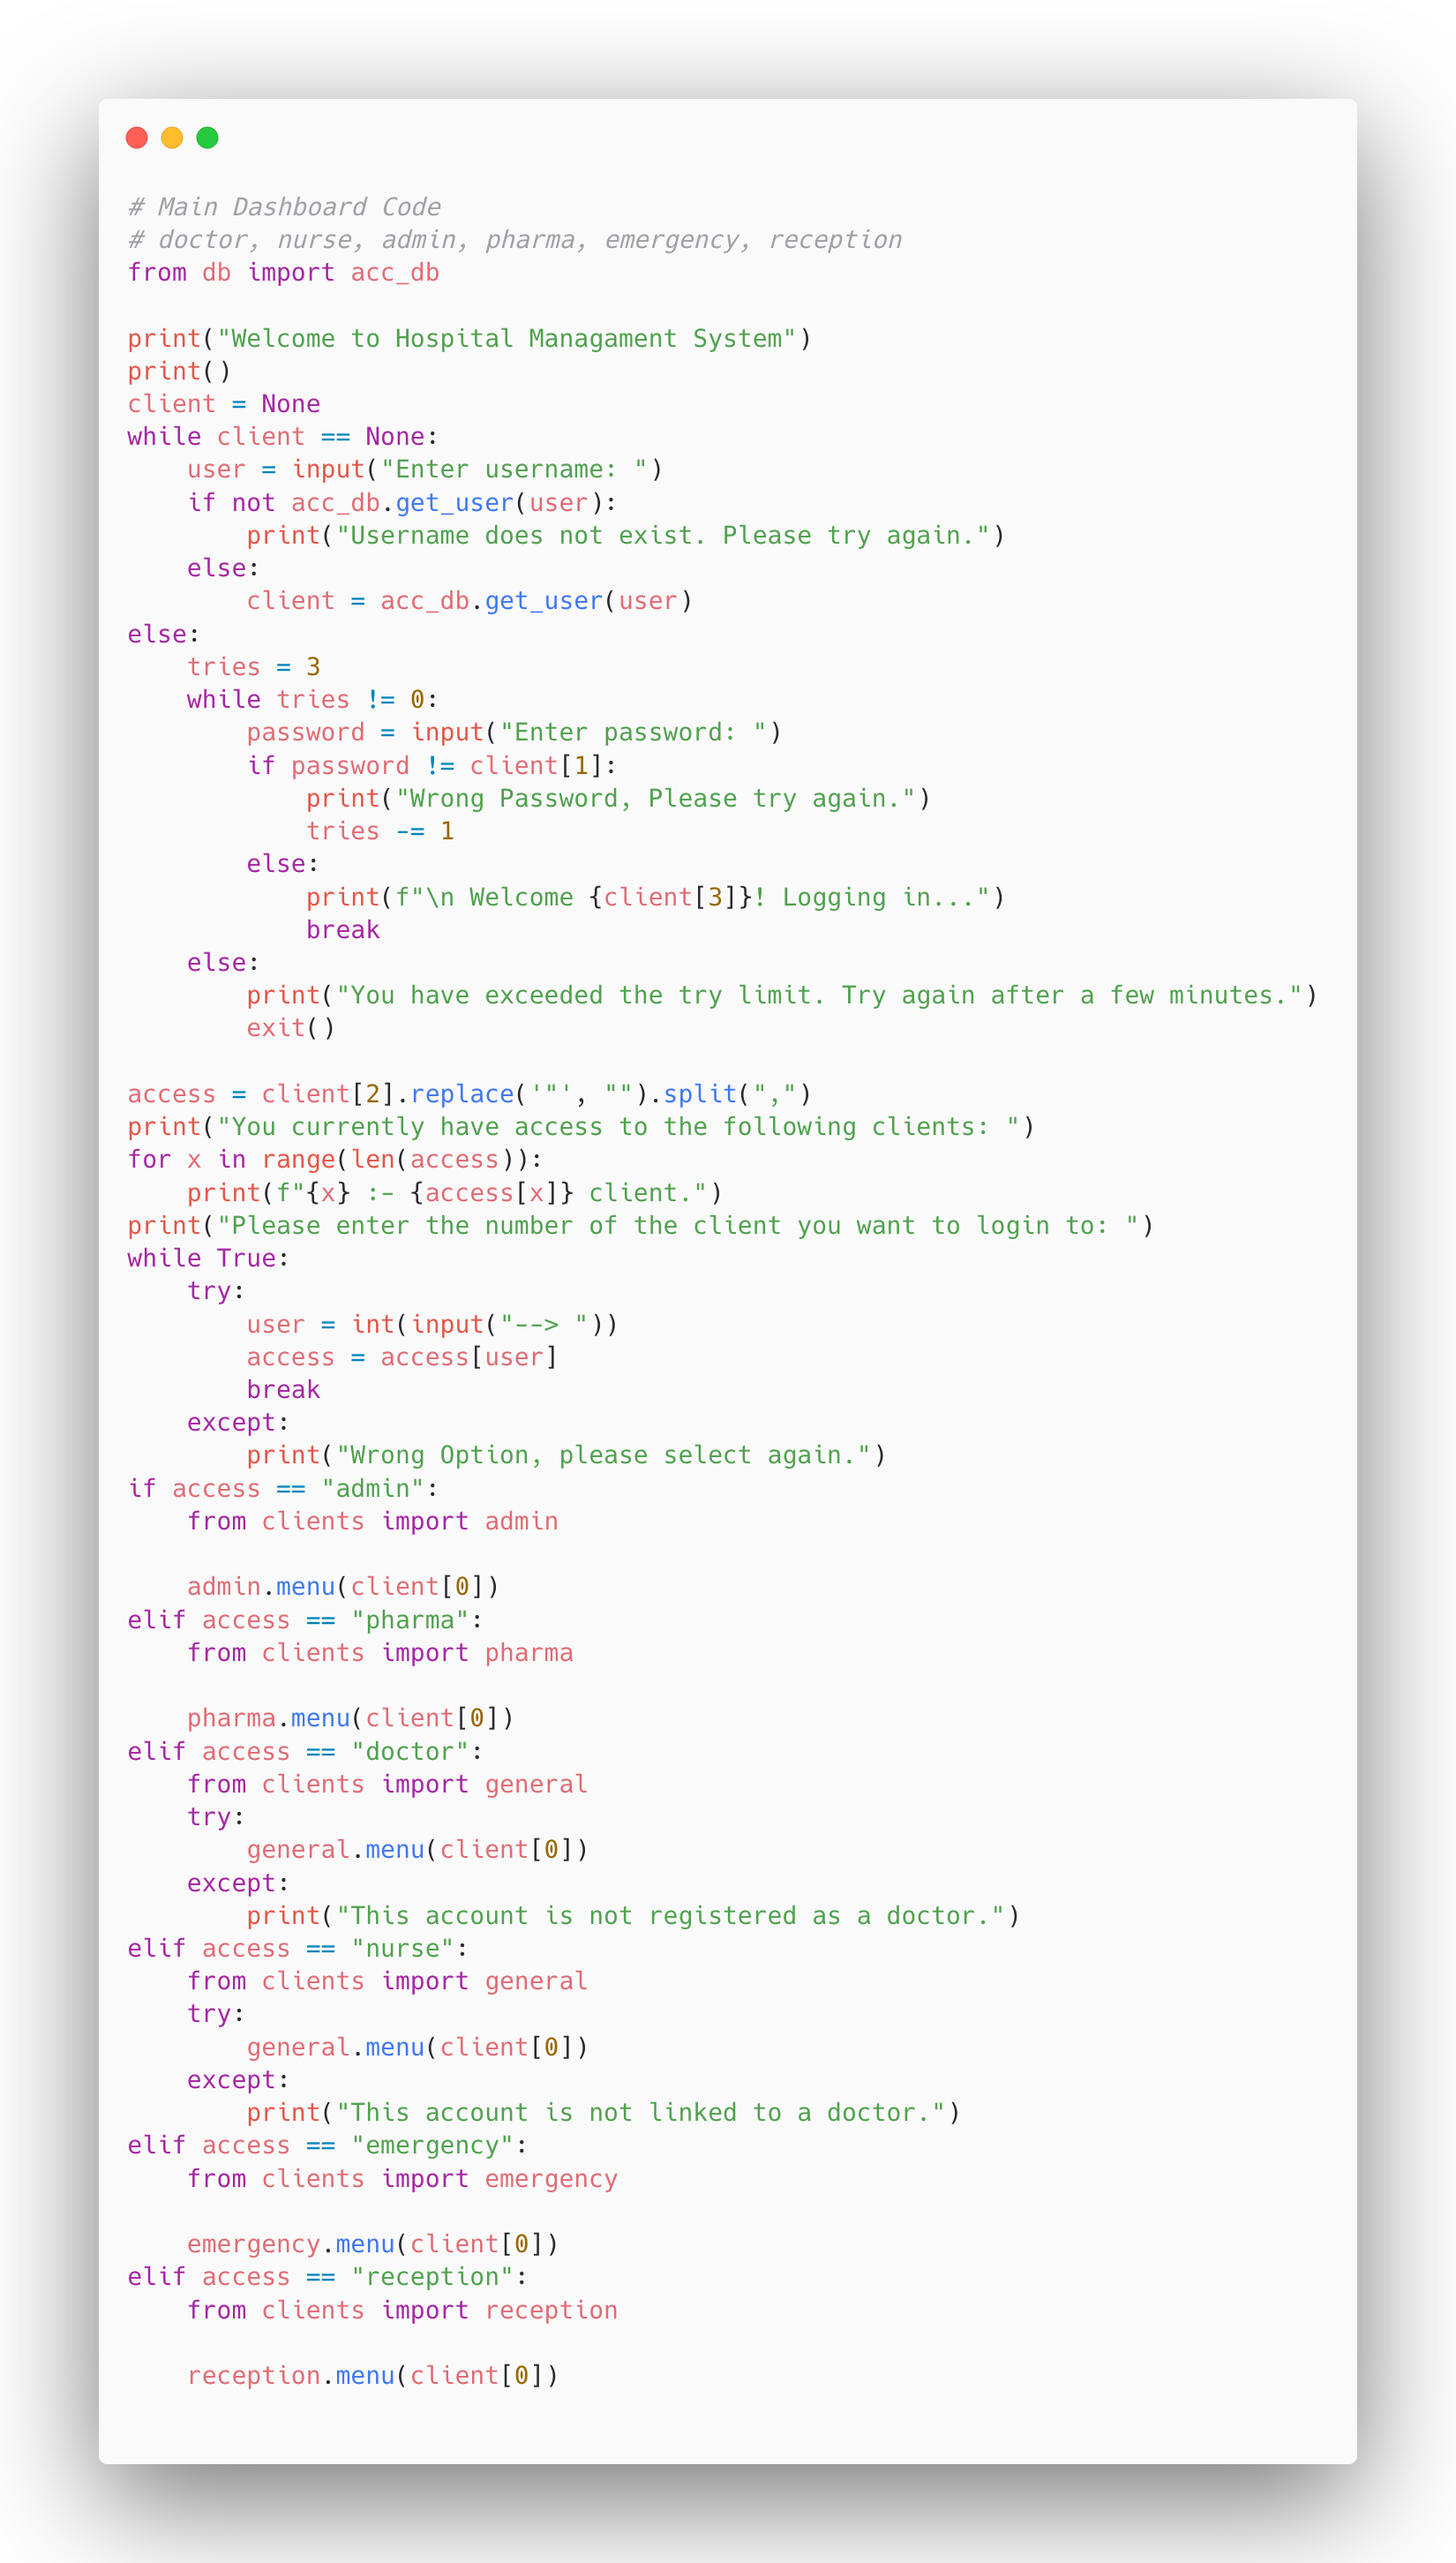 # Main Dashboard Code
# doctor, nurse, admin, pharma, emergency, reception
from db import acc_db

print("Welcome to Hospital Managament System")
print()
client = None
while client == None:
    user = input("Enter username: ")
    if not acc_db.get_user(user):
        print("Username does not exist. Please try again.")
    else:
        client = acc_db.get_user(user)
else:
    tries = 3
    while tries != 0:
        password = input("Enter password: ")
        if password != client[1]:
            print("Wrong Password, Please try again.")
            tries -= 1
        else:
            print(f"\n Welcome {client[3]}! Logging in...")
            break
    else:
        print("You have exceeded the try limit. Try again after a few minutes.")
        exit()

access = client[2].replace('"', "").split(",")
print("You currently have access to the following clients: ")
for x in range(len(access)):
    print(f"{x} :- {access[x]} client.")
print("Please enter the number of the client you want to login to: ")
while True:
    try:
        user = int(input("--> "))
        access = access[user]
        break
    except:
        print("Wrong Option, please select again.")
if access == "admin":
    from clients import admin

    admin.menu(client[0])
elif access == "pharma":
    from clients import pharma

    pharma.menu(client[0])
elif access == "doctor":
    from clients import general
    try:
        general.menu(client[0])
    except:
        print("This account is not registered as a doctor.")
elif access == "nurse":
    from clients import general
    try:
        general.menu(client[0])
    except:
        print("This account is not linked to a doctor.")
elif access == "emergency":
    from clients import emergency

    emergency.menu(client[0])
elif access == "reception":
    from clients import reception

    reception.menu(client[0])